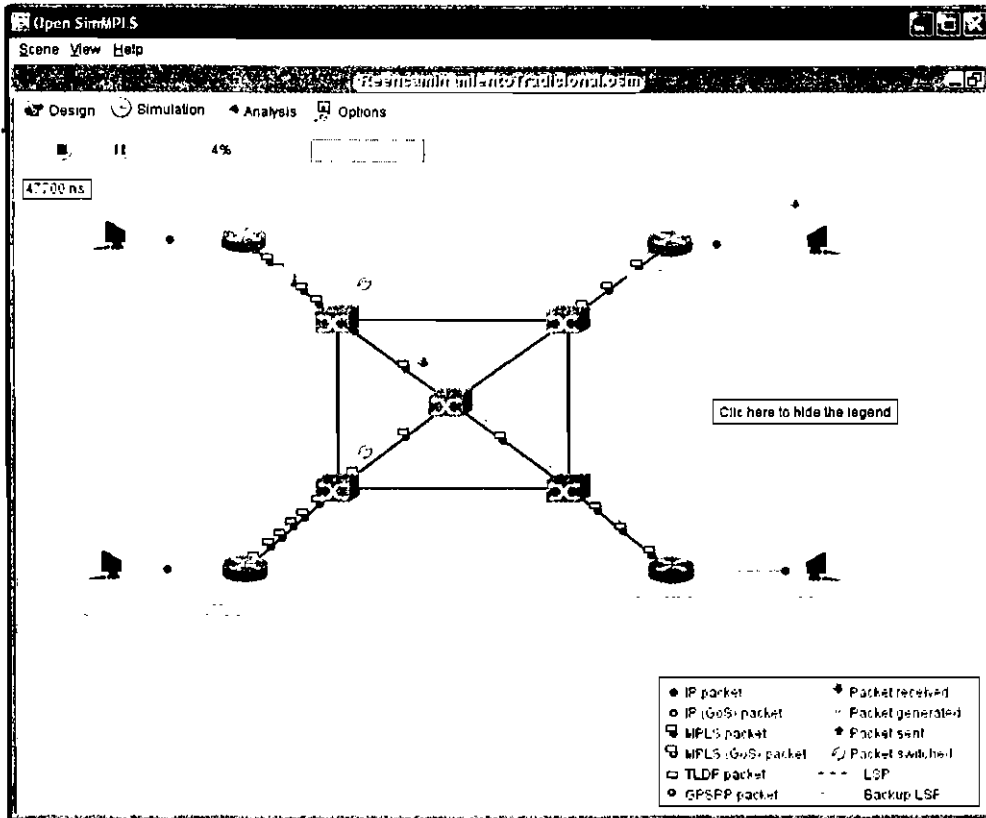 Open SimMPLS
Scene View Help
ReencaminamientoTradicional.osm
Design Simulation Analysis Options
4%
47700 ns
Clic here to hide the legend
IP packet
IP (GoS) packet
MPLS packet
MPLS (GoS) packet
TLDP packet
GPSRP packet
Packet received
Packet generated
Packet sent
Packet switched
LSP
Backup LSP